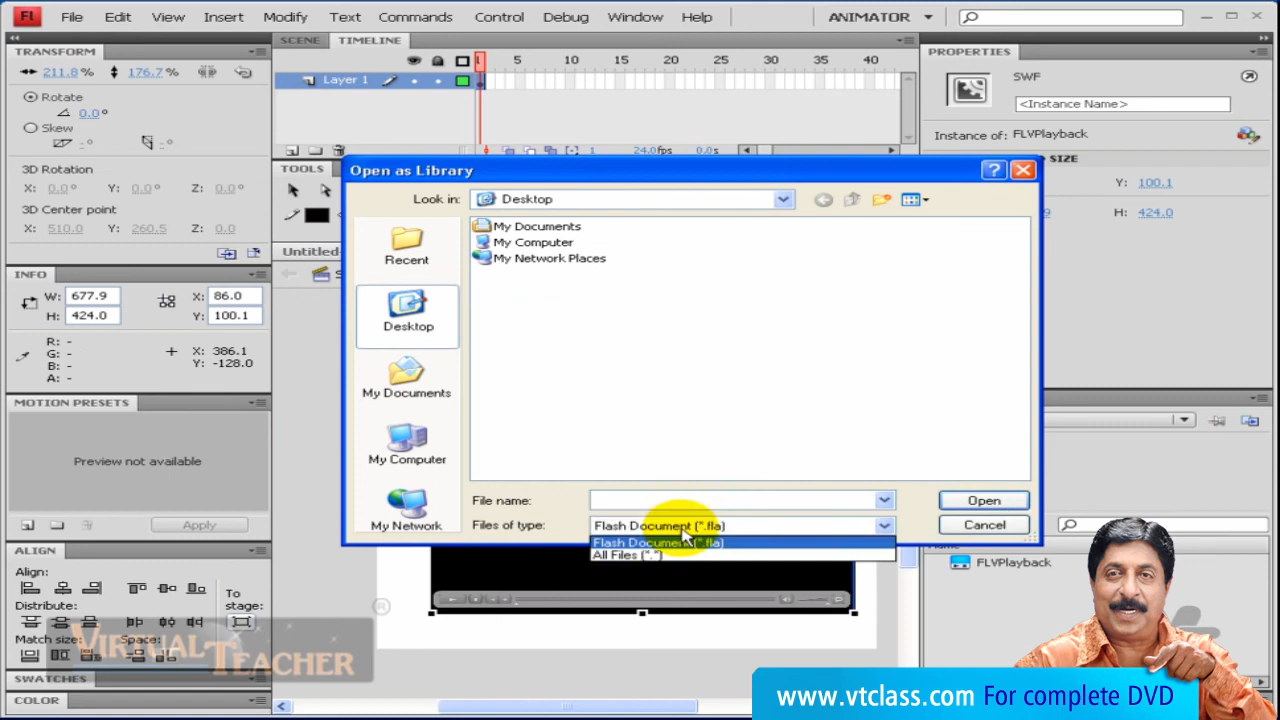 FL File Edit View Insert Modify Text Commands Control Debug Window Help ANIMATOR
TRANSFORM
211.8 % 176.7 %
Rotate
0.0°
Skew
3D Rotation
X: 0.0° Y: 0.0° Z: 0.0°
3D Center point
X: 510.0 Y: 260.5 Z: 0.0
INFO
W: 677.9 X: 86.0
H: 424.0 Y: 100.1
R: -
G: - X: 386.1
B: - Y: -128.0
A: -
MOTION PRESETS
Preview not available
Apply
ALIGN
Align:
To stage:
Distribute:
Match size: Space:
SWATCHES
COLOR
SCENE TIMELINE
1 5 10 15 20 25 30 35 40
Layer 1
1 24.0fps 0.0s
TOOLS
Untitled-
Open as Library
Look in: Desktop
Recent
Desktop
My Documents
My Computer
My Network
My Documents
My Computer
My Network Places
File name:
Open
Files of type: Flash Document (*.fla)
Cancel
Flash Document (*.fla)
All Files (*.*)
PROPERTIES
SWF
<Instance Name>
Instance of: FLVPlayback
SIZE
Y: 100.1
9 H: 424.0
FLVPlayback
®
VIRTUAL TEACHER
www.vtclass.com For complete DVD